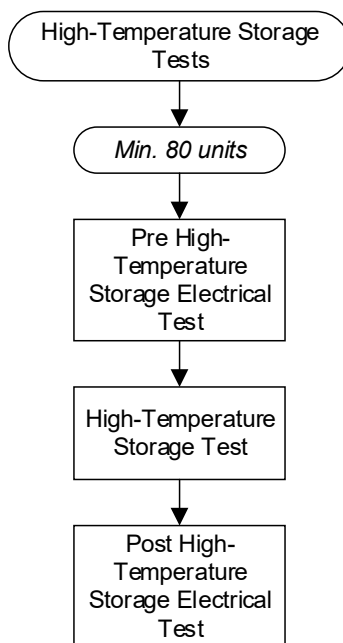 High-Temperature Storage
Tests
Min. 80 units
Pre High-
Temperature
Storage Electrical
Test
High-Temperature
Storage Test
Post High-
Temperature
Storage Electrical
Test